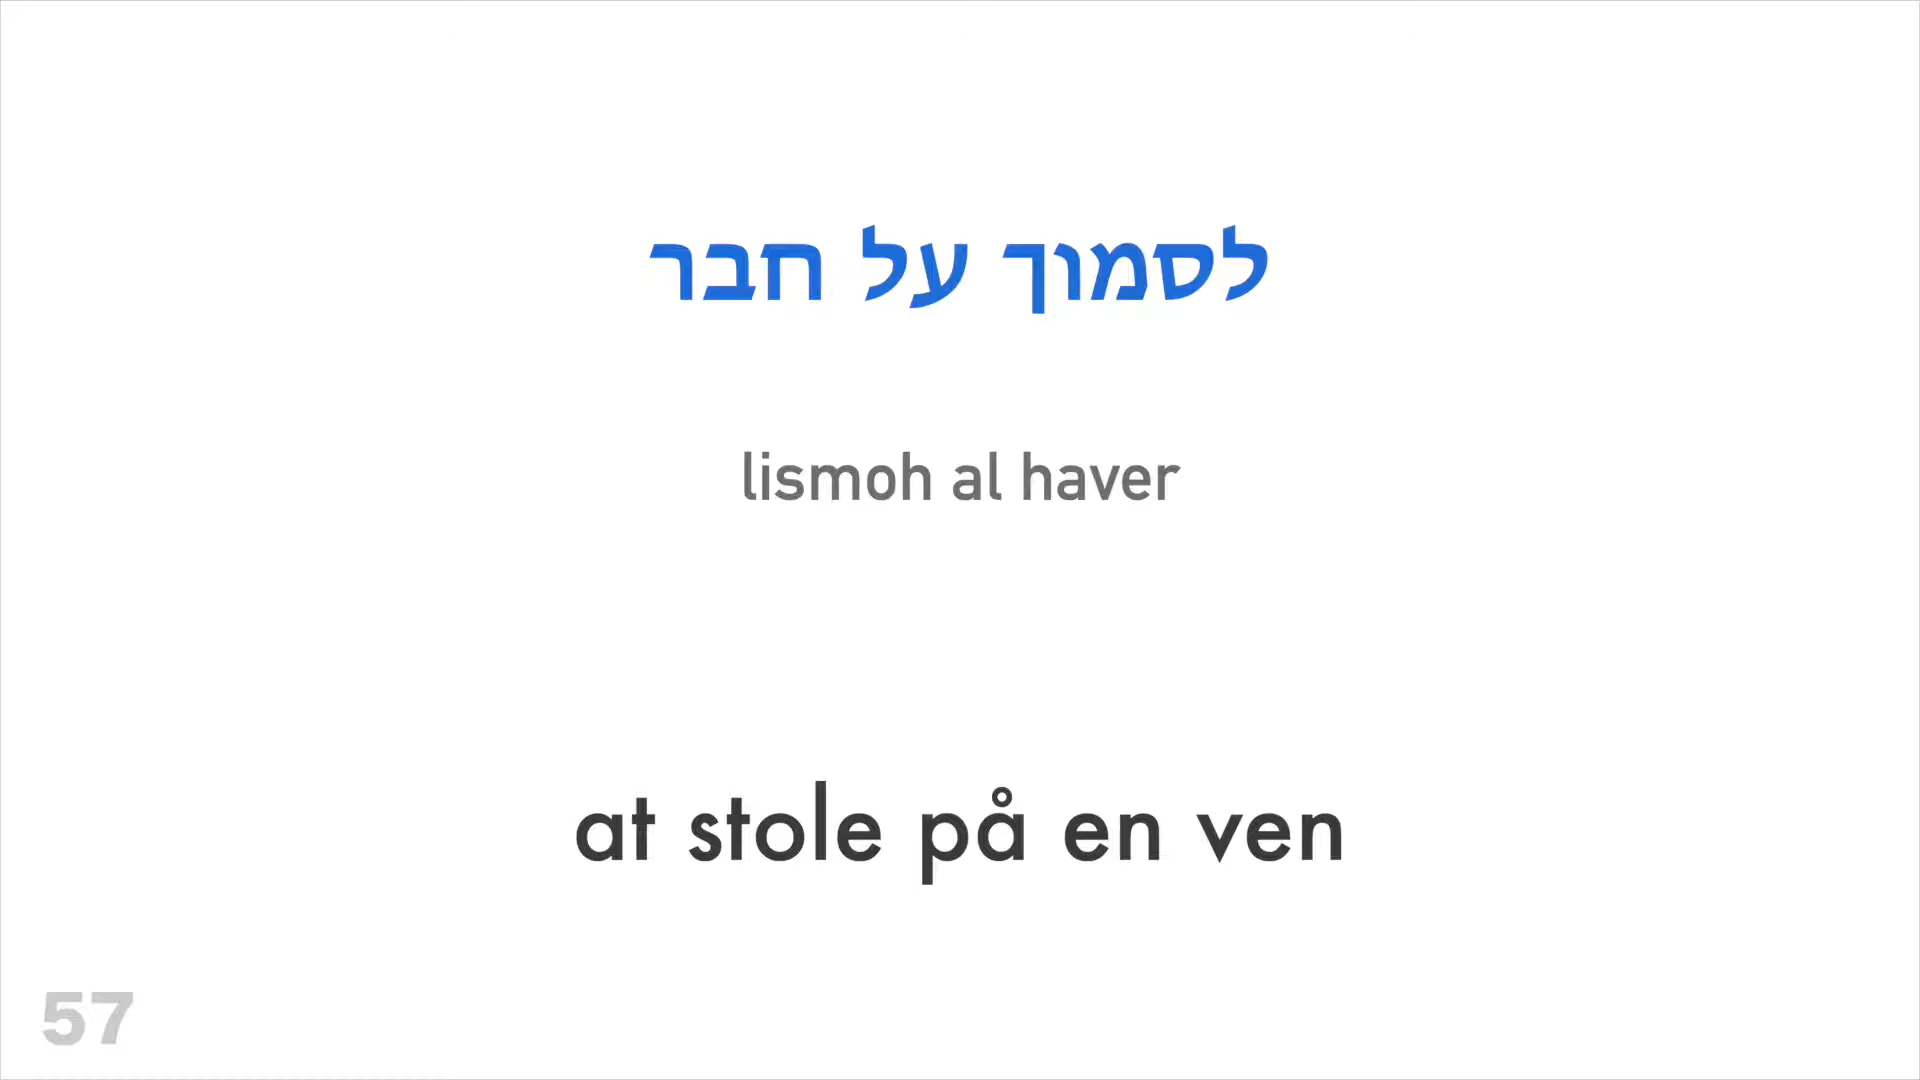 לסמוך על חבר
lismoh al haver
at stole på en ven
57